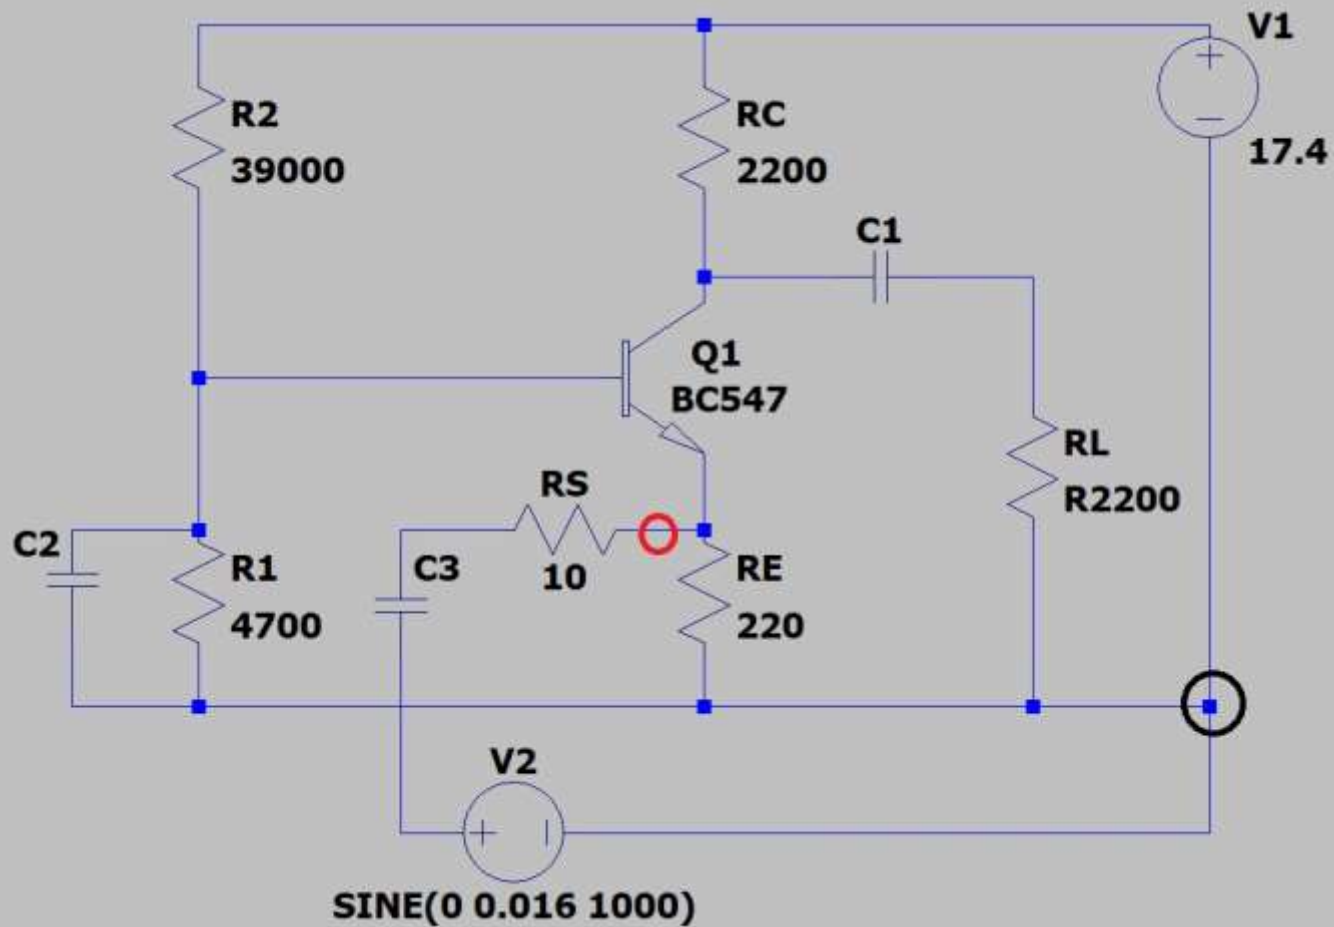 V1
R2
39000
RC
2200
17.4
C1
Q1
BC547
RL
R2200
RS
10
C2
C3
R1
4700
RE
220
V2
SINE(0 0.016 1000)